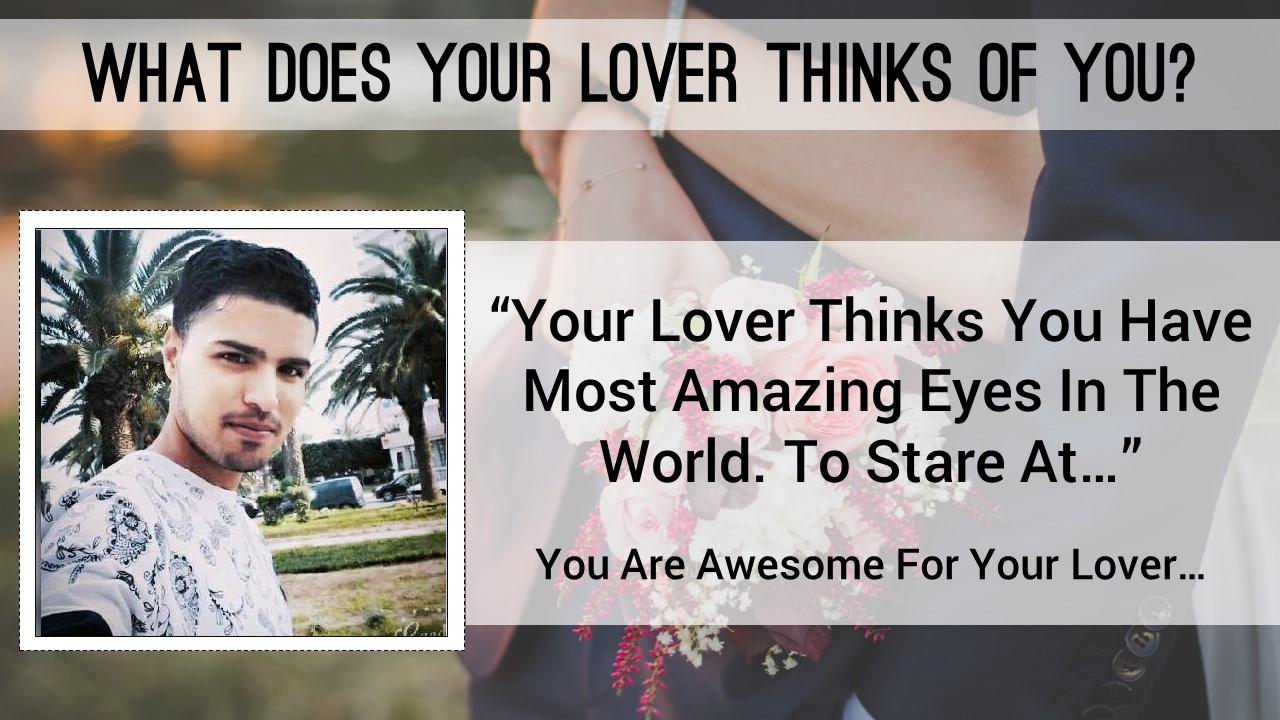 WHAT DOES YOUR LOVER THINKS OF YOU?
“Your Lover Thinks You Have
Most Amazing Eyes In The
World. To Stare At...”
You Are Awesome For Your Lover...